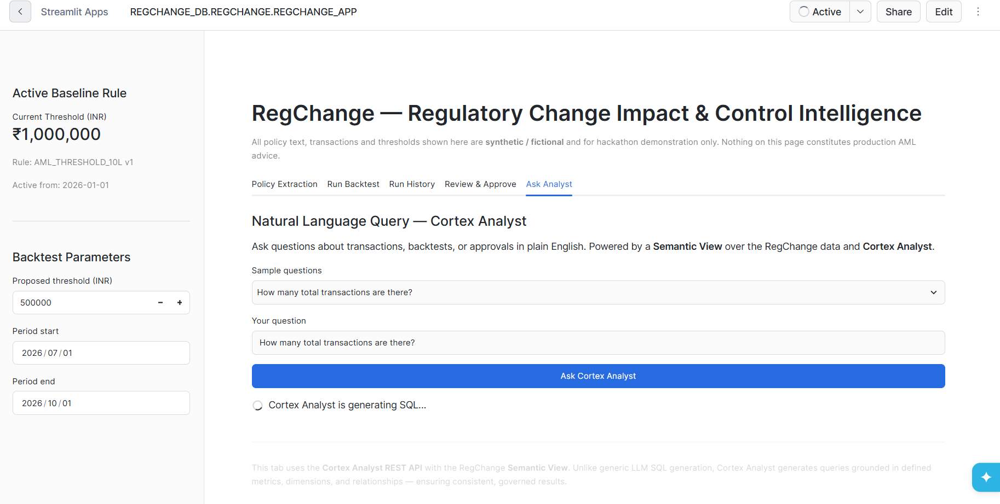 Streamlit Apps
REGCHANGE_DB.REGCHANGE.REGCHANGE_APP
Active
Share
Edit
Active Baseline Rule
Current Threshold (INR)
₹1,000,000
Rule: AML_THRESHOLD_10L v1
Active from: 2026-01-01
Backtest Parameters
Proposed threshold (INR)
500000
Period start
2026/07/01
Period end
2026/10/01
RegChange — Regulatory Change Impact & Control Intelligence
All policy text, transactions and thresholds shown here are synthetic / fictional and for hackathon demonstration only. Nothing on this page constitutes production AML
advice.
Policy Extraction
Run Backtest
Run History
Review & Approve
Ask Analyst
Natural Language Query — Cortex Analyst
Ask questions about transactions, backtests, or approvals in plain English. Powered by a Semantic View over the RegChange data and Cortex Analyst.
Sample questions
How many total transactions are there?
Your question
How many total transactions are there?
Ask Cortex Analyst
Cortex Analyst is generating SQL...
This tab uses the Cortex Analyst REST API with the RegChange Semantic View. Unlike generic LLM SQL generation, Cortex Analyst generates queries grounded in defined
metrics, dimensions, and relationships — ensuring consistent, governed results.